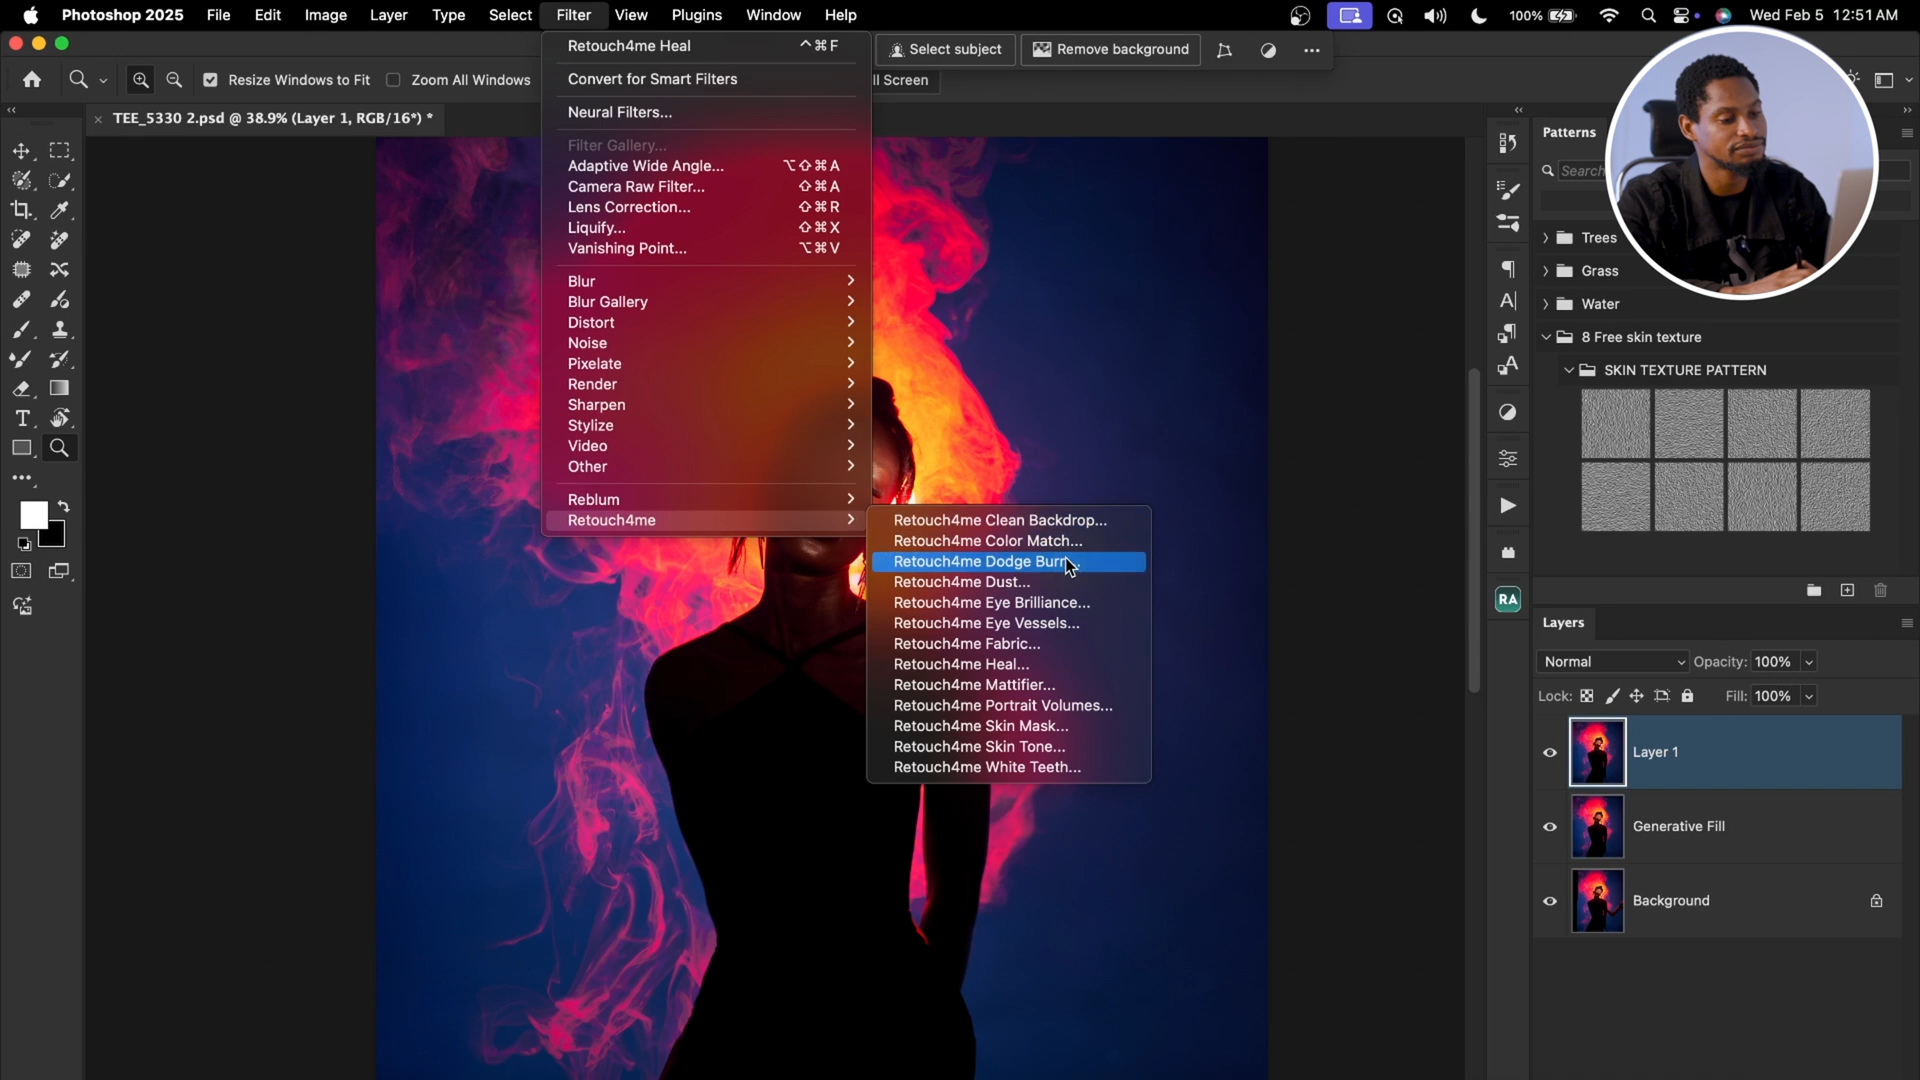 Photoshop 2025 File Edit Image Layer Type Select Filter View Plugins Window Help 100% Wed Feb 5 12:51 AM
Resize Windows to Fit Zoom All Windows ll Screen
Select subject Remove background
TEE_5330 2.psd @ 38.9% (Layer 1, RGB/16*) *
Retouch4me Heal ^⌘F
Convert for Smart Filters
Neural Filters...
Filter Gallery...
Adaptive Wide Angle... ⌥⇧⌘A
Camera Raw Filter... ⇧⌘A
Lens Correction... ⇧⌘R
Liquify... ⇧⌘X
Vanishing Point... ⌥⌘V
Blur
Blur Gallery
Distort
Noise
Pixelate
Render
Sharpen
Stylize
Video
Other
Reblum
Retouch4me
Retouch4me Clean Backdrop...
Retouch4me Color Match...
Retouch4me Dodge Burn...
Retouch4me Dust...
Retouch4me Eye Brilliance...
Retouch4me Eye Vessels...
Retouch4me Fabric...
Retouch4me Heal...
Retouch4me Mattifier...
Retouch4me Portrait Volumes...
Retouch4me Skin Mask...
Retouch4me Skin Tone...
Retouch4me White Teeth...
Patterns
Search
Trees
Grass
Water
8 Free skin texture
SKIN TEXTURE PATTERN
RA
Layers
Normal Opacity: 100%
Lock: Fill: 100%
Layer 1
Generative Fill
Background